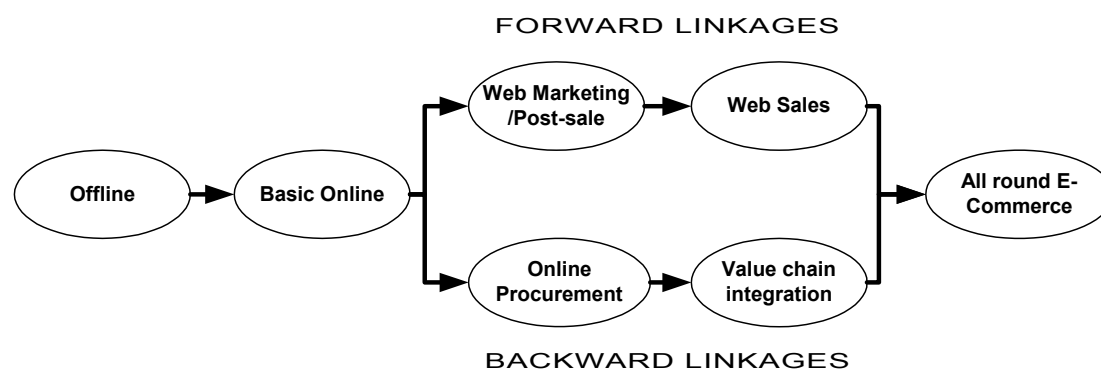 FORWARD LINKAGES
Web Marketing
/Post-sale
Web Sales
Offline
Basic Online
All round E-
Commerce
Online
Procurement
Value chain
integration
BACKWARD LINKAGES